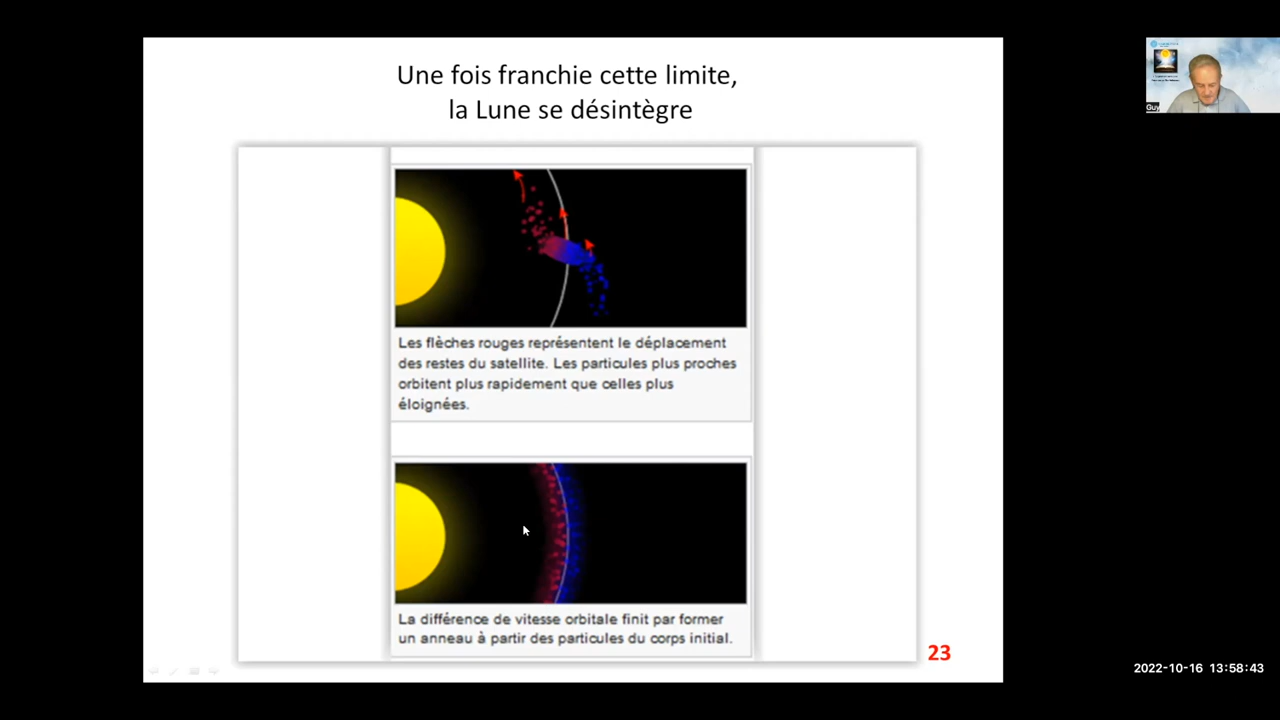 Une fois franchie cette limite,
la Lune se désintègre
Les flèches rouges représentent le déplacement
des restes du satellite. Les particules plus proches
orbitent plus rapidement que celles plus
éloignées.
La différence de vitesse orbitale finit par former
un anneau à partir des particules du corps initial.
23
Guy
2022-10-16 13:58:43